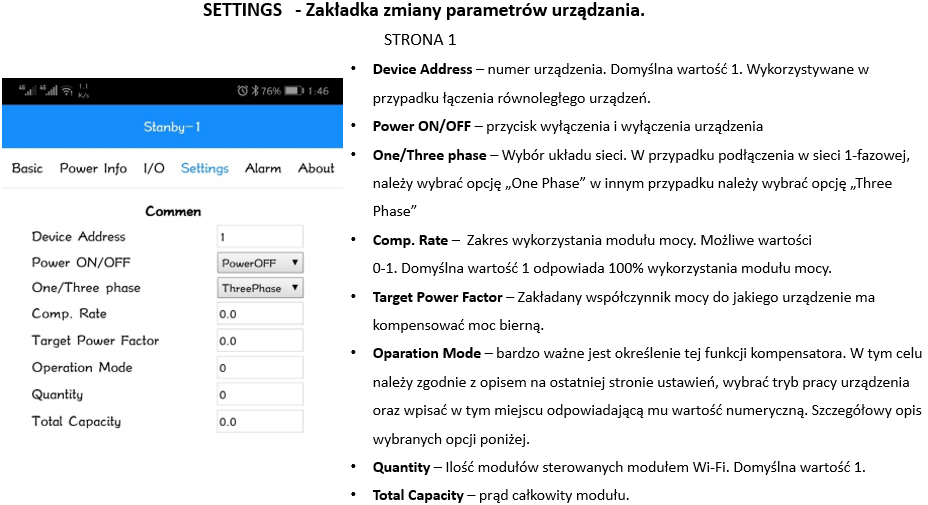 SETTINGS - Zakładka zmiany parametrów urządzania.
STRONA 1
4G 4G 1.1 K/s 76% 1:46
Stanby-1
Basic Power Info I/O Settings Alarm About
Commen
Device Address 1
Power ON/OFF PowerOFF
One/Three phase ThreePhase
Comp. Rate 0.0
Target Power Factor 0.0
Operation Mode 0
Quantity 0
Total Capacity 0.0
• Device Address – numer urządzenia. Domyślna wartość 1. Wykorzystywane w
przypadku łączenia równoległego urządzeń.
• Power ON/OFF – przycisk wyłączenia i wyłączenia urządzenia
• One/Three phase – Wybór układu sieci. W przypadku podłączenia w sieci 1-fazowej,
należy wybrać opcję „One Phase” w innym przypadku należy wybrać opcję „Three
Phase”
• Comp. Rate – Zakres wykorzystania modułu mocy. Możliwe wartości
0-1. Domyślna wartość 1 odpowiada 100% wykorzystania modułu mocy.
• Target Power Factor – Zakładany współczynnik mocy do jakiego urządzenie ma
kompensować moc bierną.
• Oparation Mode – bardzo ważne jest określenie tej funkcji kompensatora. W tym celu
należy zgodnie z opisem na ostatniej stronie ustawień, wybrać tryb pracy urządzenia
oraz wpisać w tym miejscu odpowiadającą mu wartość numeryczną. Szczegółowy opis
wybranych opcji poniżej.
• Quantity – Ilość modułów sterowanych modułem Wi-Fi. Domyślna wartość 1.
• Total Capacity – prąd całkowity modułu.